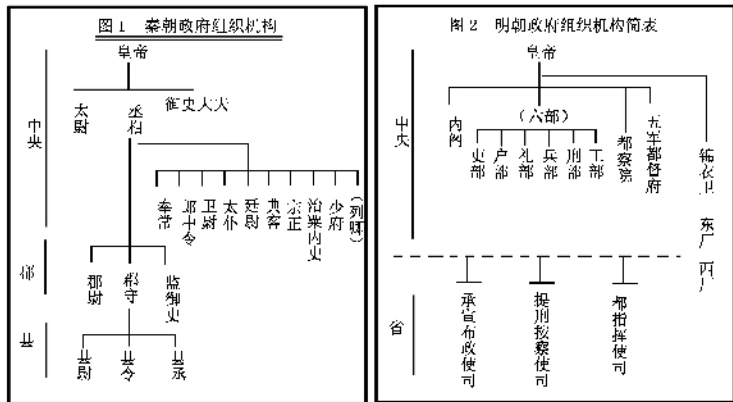 图1 秦朝政府组织机构
皇帝
太尉
丞相
御史大夫
中央
奉常
郎中令
卫尉
太仆
廷尉
典客
宗正
治粟内史
少府
(列卿)
郡
郡尉
郡守
监御史
县
县尉
县令
县丞
图2 明朝政府组织机构简表
皇帝
中央
内阁
(六部)
吏部
户部
礼部
兵部
刑部
工部
都察院
五军都督府
锦衣卫 东厂 西厂
省
承宣布政使司
提刑按察使司
都指挥使司